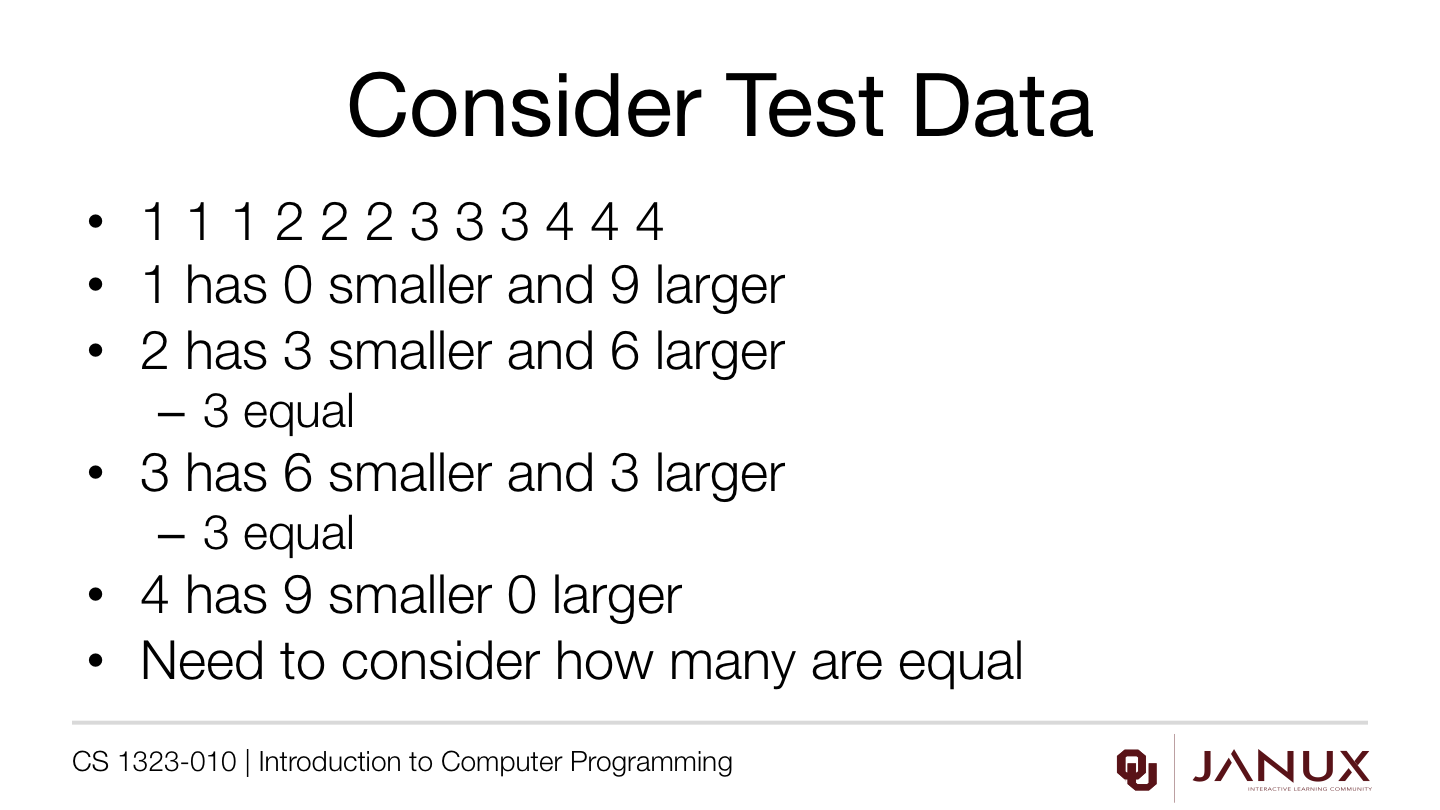 Consider Test Data
• 1 1 1 2 2 2 3 3 3 4 4 4
• 1 has 0 smaller and 9 larger
• 2 has 3 smaller and 6 larger
– 3 equal
• 3 has 6 smaller and 3 larger
– 3 equal
• 4 has 9 smaller 0 larger
• Need to consider how many are equal
CS 1323-010 | Introduction to Computer Programming
OU
JANUX
INTERACTIVE LEARNING COMMUNITY